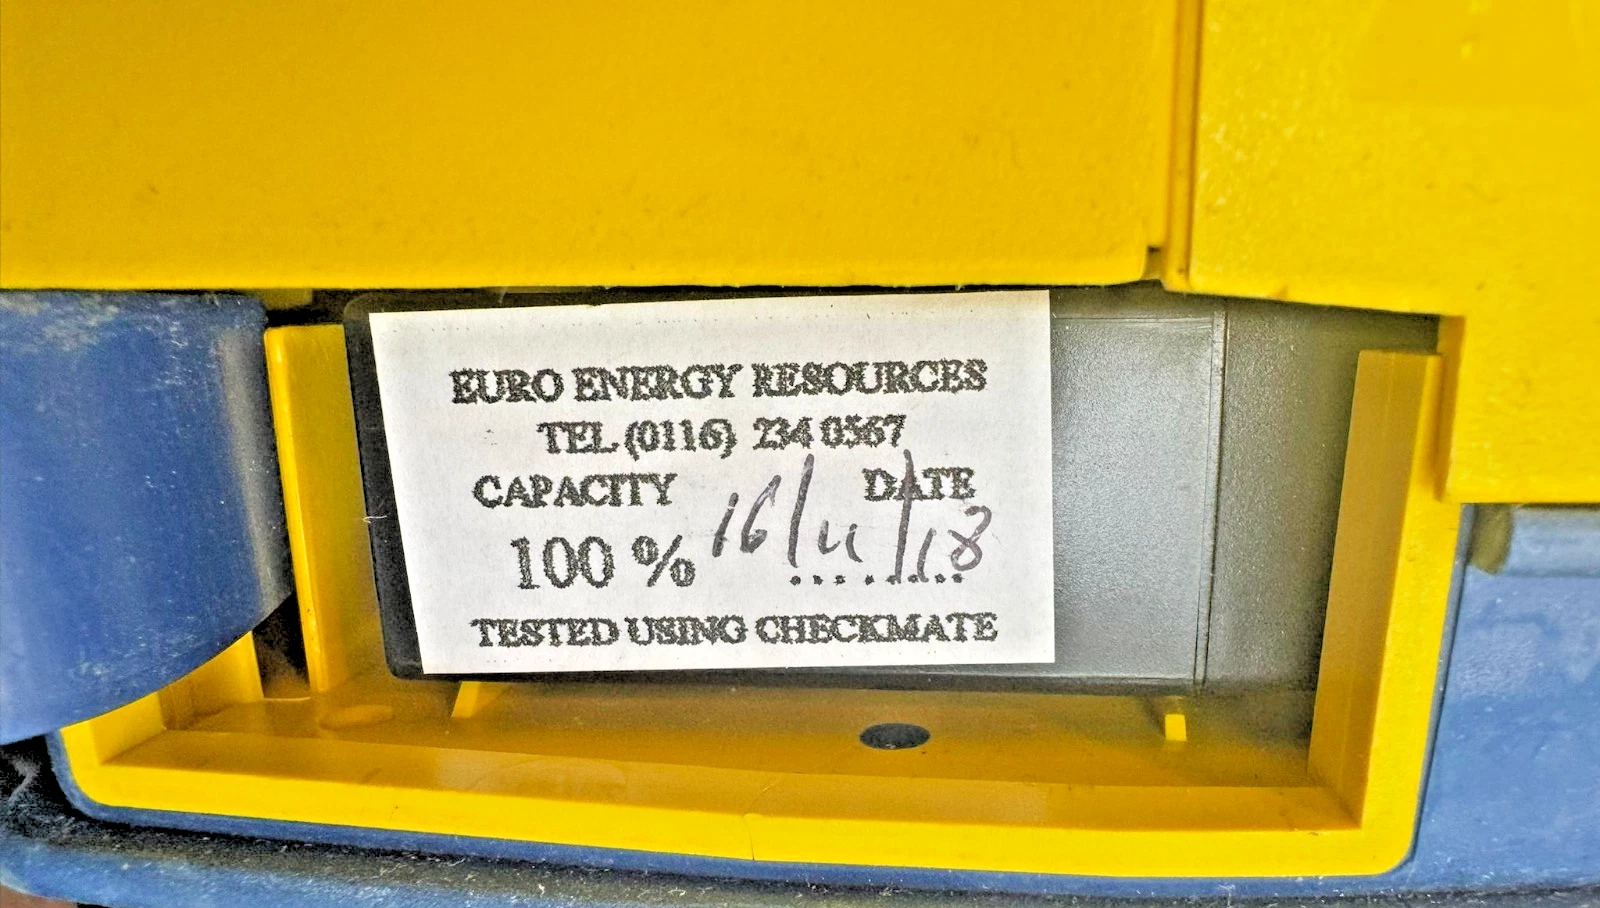 EURO ENERGY RESOURCES
TEL (0116) 234 0567
CAPACITY DATE
100 % 16/11/18
TESTED USING CHECKMATE